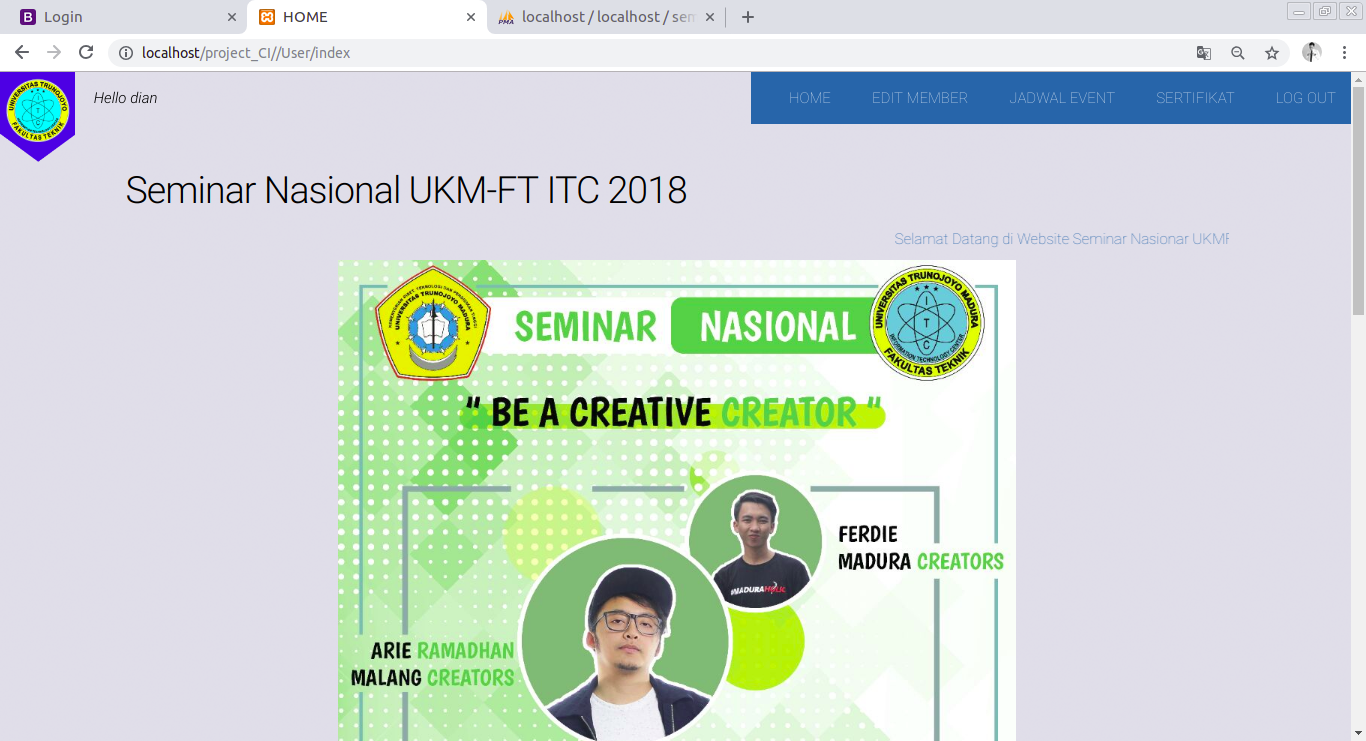 Login
HOME
localhost / localhost / sem
localhost/project_CI//User/index
UNIVERSITAS TRUNOJOYO
FAKULTAS TEKNIK
Hello dian
HOME
EDIT MEMBER
JADWAL EVENT
SERTIFIKAT
LOG OUT
Seminar Nasional UKM-FT ITC 2018
Selamat Datang di Website Seminar Nasionar UKMF
UNIVERSITAS TRUNOJOYO MADURA
SEMINAR NASIONAL
UNIVERSITAS TRUNOJOYO MADURA
ITC
INFORMATION TECHNOLOGY CENTER
FAKULTAS TEKNIK
“ BE A CREATIVE CREATOR “
FERDIE
MADURA CREATORS
ARIE RAMADHAN
MALANG CREATORS